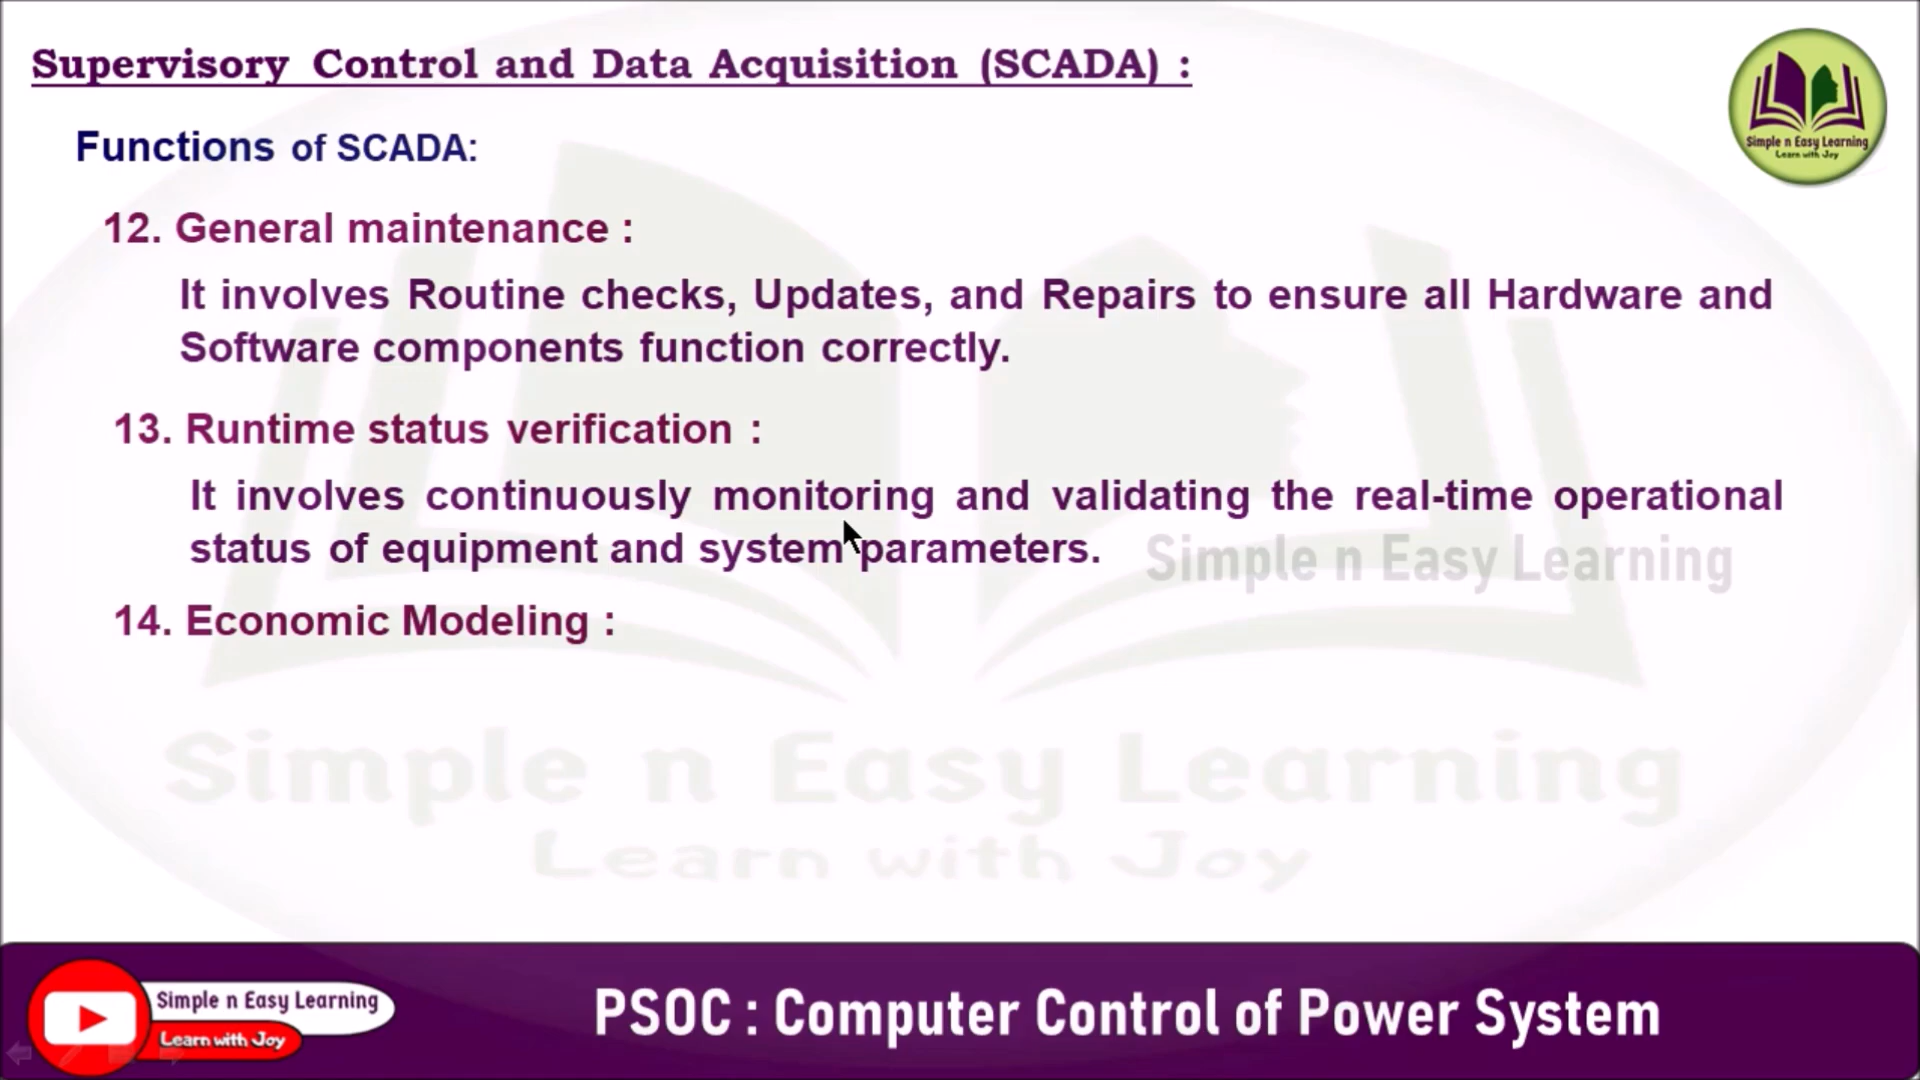 Supervisory Control and Data Acquisition (SCADA) :
Simple n Easy Learning
Learn with Joy
Functions of SCADA:
12. General maintenance :
It involves Routine checks, Updates, and Repairs to ensure all Hardware and
Software components function correctly.
13. Runtime status verification :
It involves continuously monitoring and validating the real-time operational
status of equipment and system parameters.
Simple n Easy Learning
14. Economic Modeling :
Simple n Easy Learning
Learn with Joy
Simple n Easy Learning
Learn with Joy
PSOC : Computer Control of Power System